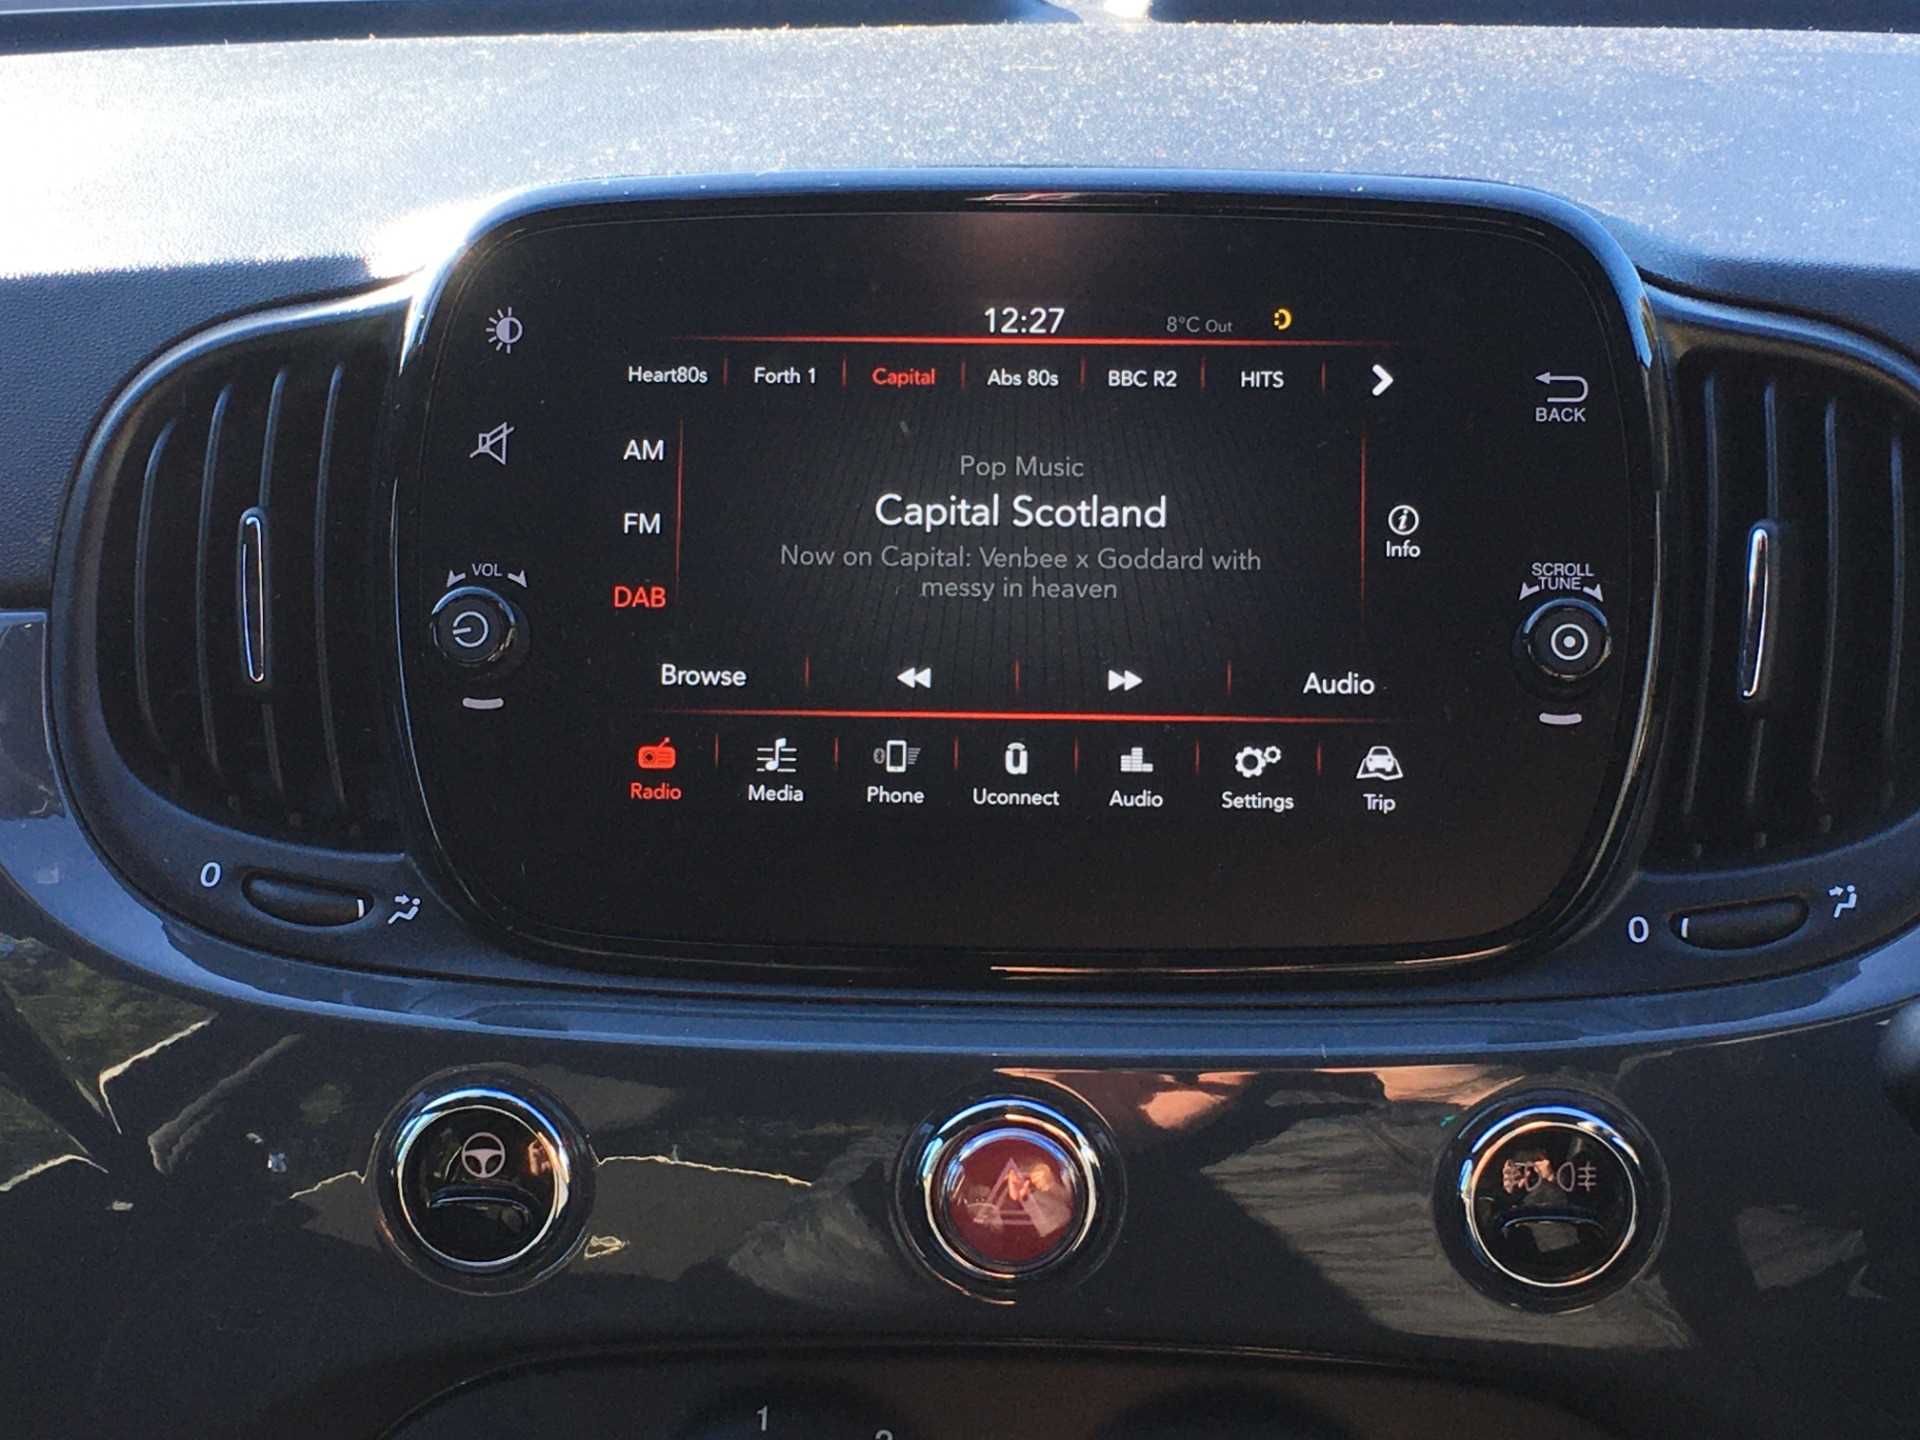 12:27 8°C Out
Heart80s Forth 1 Capital Abs 80s BBC R2 HITS
BACK
AM
Pop Music
Capital Scotland
FM
Info
Now on Capital: Venbee x Goddard with
messy in heaven
VOL
SCROLL
TUNE
DAB
Browse Audio
Radio Media Phone Uconnect Audio Settings Trip
0
0
1
2